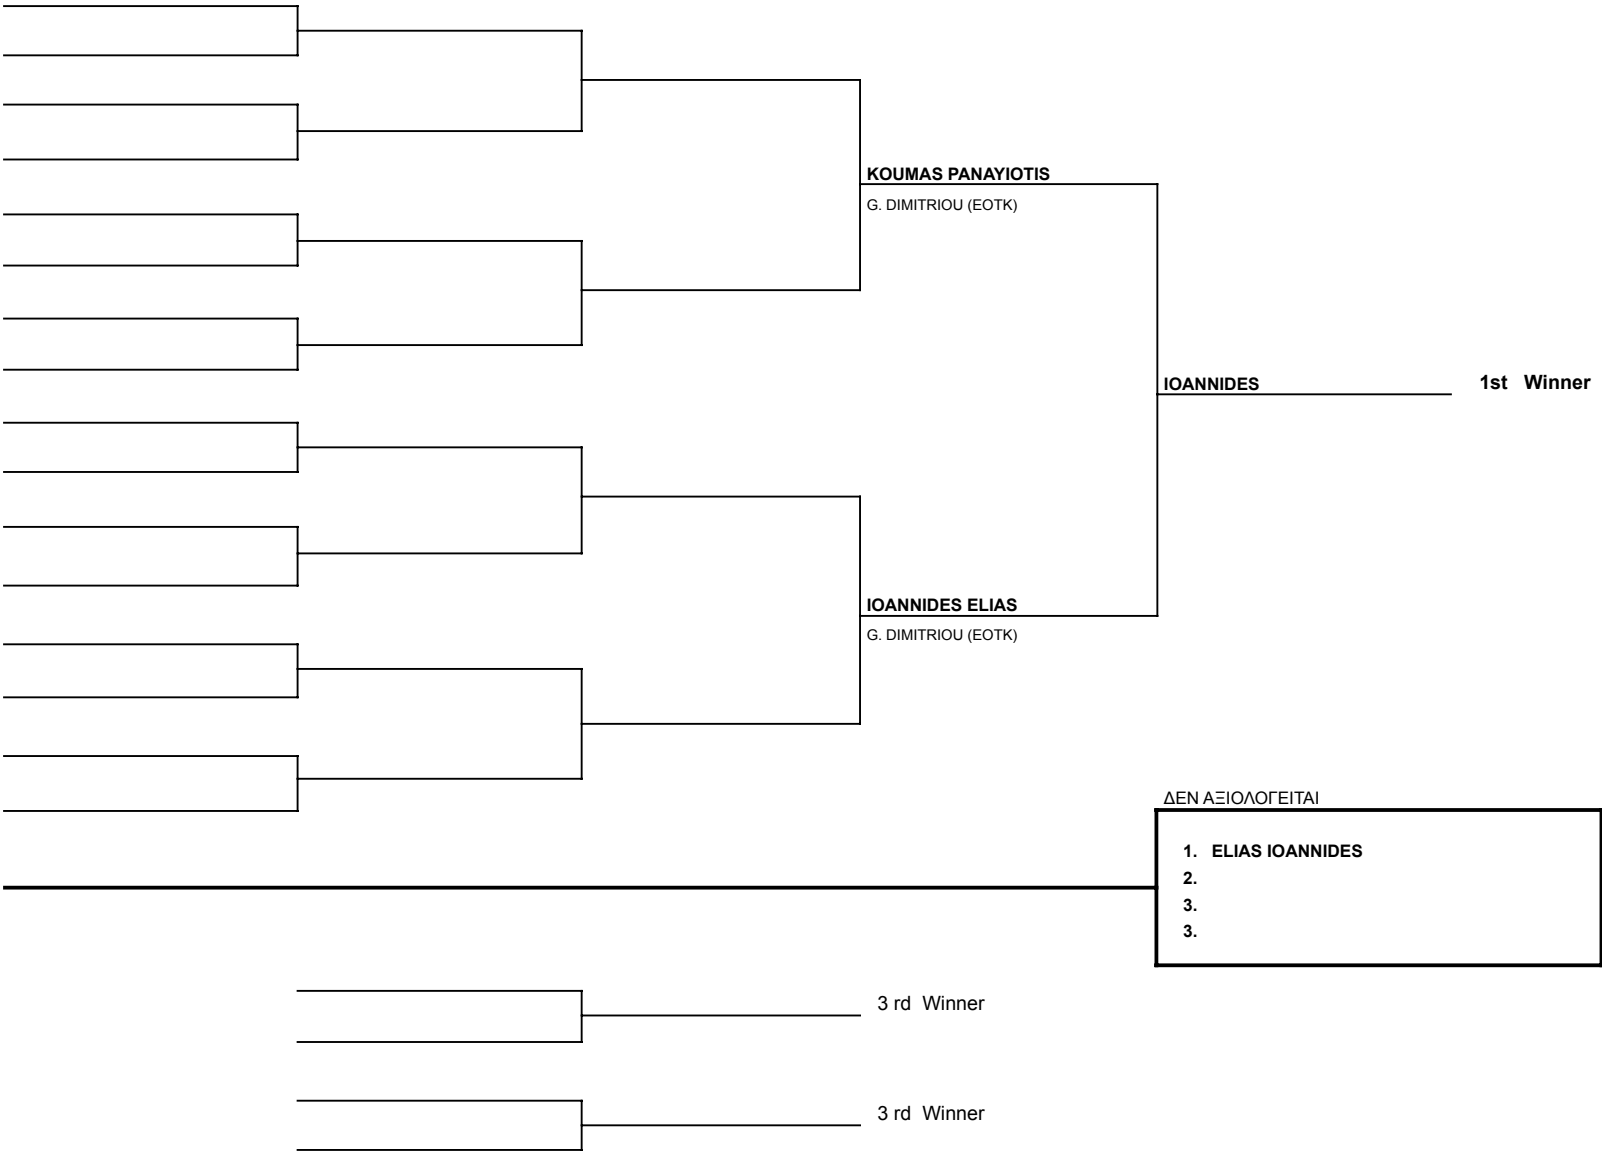 KOUMAS PANAYIOTIS
G. DIMITRIOU (EOTK)
IOANNIDES
1st Winner
IOANNIDES ELIAS
G. DIMITRIOU (EOTK)
ΔΕΝ ΑΞΙΟΛΟΓΕΙΤΑΙ
1. ELIAS IOANNIDES
2.
3.
3.
3 rd Winner
3 rd Winner